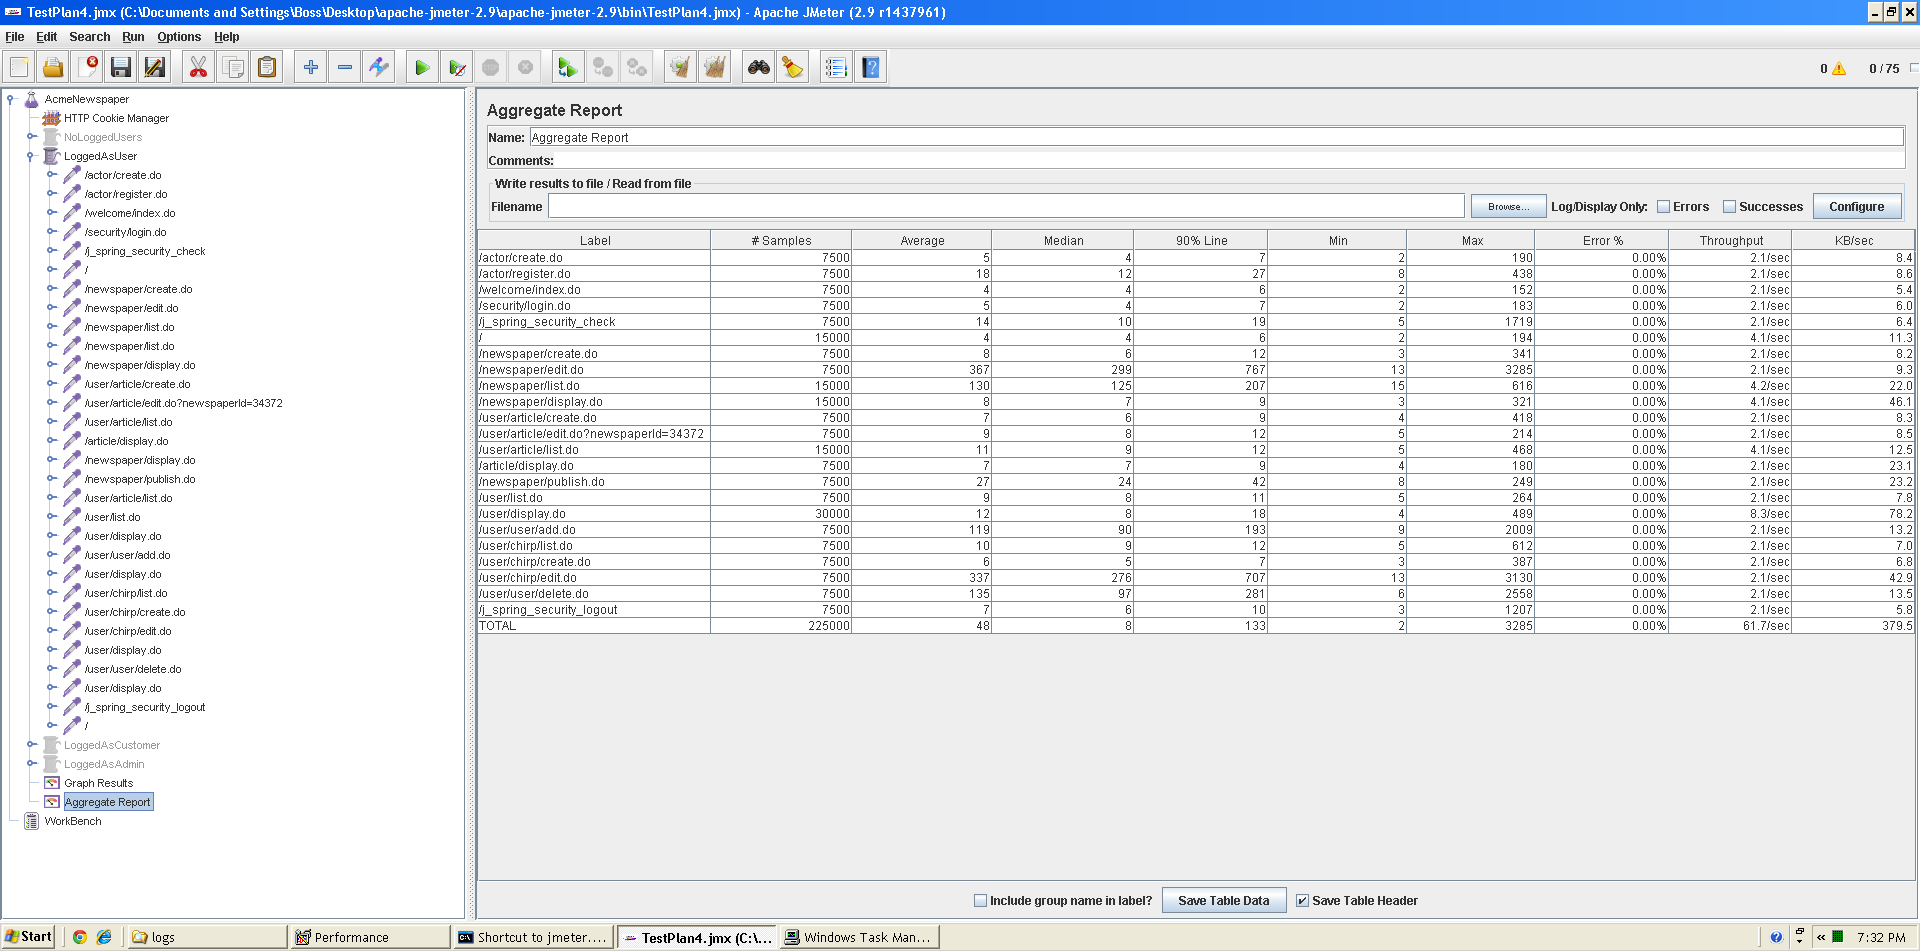 TestPlan4.jmx (C:\Documents and Settings\Boss\Desktop\apache-jmeter-2.9\apache-jmeter-2.9\bin\TestPlan4.jmx) - Apache JMeter (2.9 r1437961)
File Edit Search Run Options Help
0 0 / 75
AcmeNewspaper
HTTP Cookie Manager
NoLoggedUsers
LoggedAsUser
/actor/create.do
/actor/register.do
/welcome/index.do
/security/login.do
/j_spring_security_check
/
/newspaper/create.do
/newspaper/edit.do
/newspaper/list.do
/newspaper/list.do
/newspaper/display.do
/user/article/create.do
/user/article/edit.do?newspaperId=34372
/user/article/list.do
/article/display.do
/newspaper/display.do
/newspaper/publish.do
/user/article/list.do
/user/list.do
/user/display.do
/user/user/add.do
/user/display.do
/user/chirp/list.do
/user/chirp/create.do
/user/chirp/edit.do
/user/display.do
/user/user/delete.do
/user/display.do
/j_spring_security_logout
/
LoggedAsCustomer
LoggedAsAdmin
Graph Results
Aggregate Report
WorkBench
Aggregate Report
Name: Aggregate Report
Comments:
Write results to file / Read from file
Filename Browse... Log/Display Only: Errors Successes Configure
Label # Samples Average Median 90% Line Min Max Error % Throughput KB/sec
/actor/create.do 7500 5 4 7 2 190 0.00% 2.1/sec 8.4
/actor/register.do 7500 18 12 27 8 438 0.00% 2.1/sec 8.6
/welcome/index.do 7500 4 4 6 2 152 0.00% 2.1/sec 5.4
/security/login.do 7500 5 4 7 2 183 0.00% 2.1/sec 6.0
/j_spring_security_check 7500 14 10 19 5 1719 0.00% 2.1/sec 6.4
/ 15000 4 4 6 2 194 0.00% 4.1/sec 11.3
/newspaper/create.do 7500 8 6 12 3 341 0.00% 2.1/sec 8.2
/newspaper/edit.do 7500 367 299 767 13 3285 0.00% 2.1/sec 9.3
/newspaper/list.do 15000 130 125 207 15 616 0.00% 4.2/sec 22.0
/newspaper/display.do 15000 8 7 9 3 321 0.00% 4.1/sec 46.1
/user/article/create.do 7500 7 6 9 4 418 0.00% 2.1/sec 8.3
/user/article/edit.do?newspaperId=34372 7500 9 8 12 5 214 0.00% 2.1/sec 8.5
/user/article/list.do 15000 11 9 12 5 468 0.00% 4.1/sec 12.5
/article/display.do 7500 7 7 9 4 180 0.00% 2.1/sec 23.1
/newspaper/publish.do 7500 27 24 42 8 249 0.00% 2.1/sec 23.2
/user/list.do 7500 9 8 11 5 264 0.00% 2.1/sec 7.8
/user/display.do 30000 12 8 18 4 489 0.00% 8.3/sec 78.2
/user/user/add.do 7500 119 90 193 9 2009 0.00% 2.1/sec 13.2
/user/chirp/list.do 7500 10 9 12 5 612 0.00% 2.1/sec 7.0
/user/chirp/create.do 7500 6 5 7 3 387 0.00% 2.1/sec 6.8
/user/chirp/edit.do 7500 337 276 707 13 3130 0.00% 2.1/sec 42.9
/user/user/delete.do 7500 135 97 281 6 2558 0.00% 2.1/sec 13.5
/j_spring_security_logout 7500 7 6 10 3 1207 0.00% 2.1/sec 5.8
TOTAL 225000 48 8 133 2 3285 0.00% 61.7/sec 379.5
Include group name in label? Save Table Data Save Table Header
Start logs Performance Shortcut to jmeter.... TestPlan4.jmx (C:\... Windows Task Man... 7:32 PM